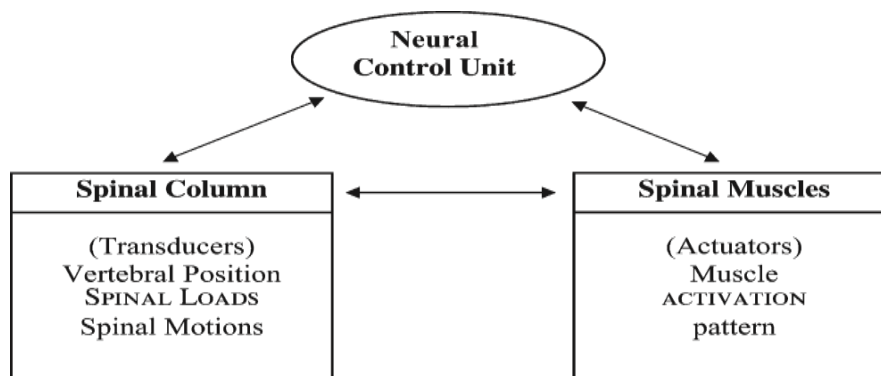 Neural
Control Unit
Spinal Column
(Transducers)
Vertebral Position
SPINAL LOADS
Spinal Motions
Spinal Muscles
(Actuators)
Muscle
ACTIVATION
pattern